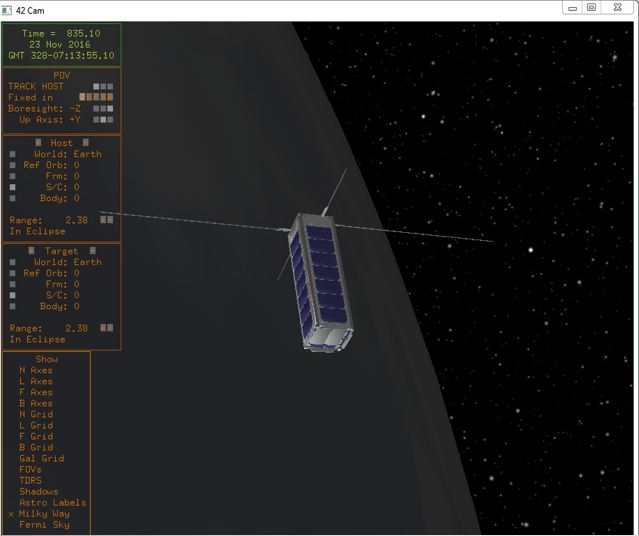 42 Cam
Time =  835.10
23 Nov 2016
GMT 328-07:13:55.10
POV
TRACK HOST
Fixed in
Boresight: -Z
Up Axis: +Y
Host
World: Earth
Ref Orb: 0
Frm: 0
S/C: 0
Body: 0
Range: 2.38
In Eclipse
Target
World: Earth
Ref Orb: 0
Frm: 0
S/C: 0
Body: 0
Range: 2.38
In Eclipse
Show
N Axes
L Axes
F Axes
B Axes
N Grid
L Grid
F Grid
B Grid
Gal Grid
FOVs
TDRS
Shadows
Astro Labels
x Milky Way
Fermi Sky